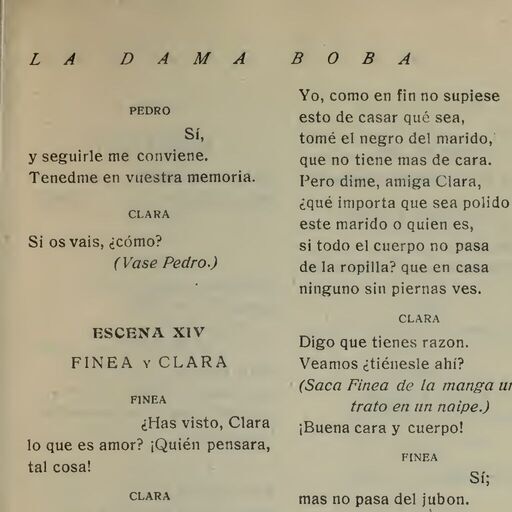 LA DAMA BOBA
PEDRO
Sí,
y seguirle me conviene.
Tenedme en vuestra memoria.
CLARA
Si os vais, ¿cómo?
(Vase Pedro.)
ESCENA XIV
FINEA Y CLARA
FINEA
¿Has visto, Clara
lo que es amor? ¡Quién pensara,
tal cosa!
CLARA
Yo, como en fin no supiese
esto de casar qué sea,
tomé el negro del marido,
que no tiene mas de cara.
Pero dime, amiga Clara,
¿qué importa que sea polido
este marido o quien es,
si todo el cuerpo no pasa
de la ropilla? que en casa
ninguno sin piernas ves.
CLARA
Digo que tienes razon.
Veamos ¿tiénesle ahí?
(Saca Finea de la manga
trato en un naipe.)
¡Buena cara y cuerpo!
FINEA
Sí;
mas no pasa del jubon.